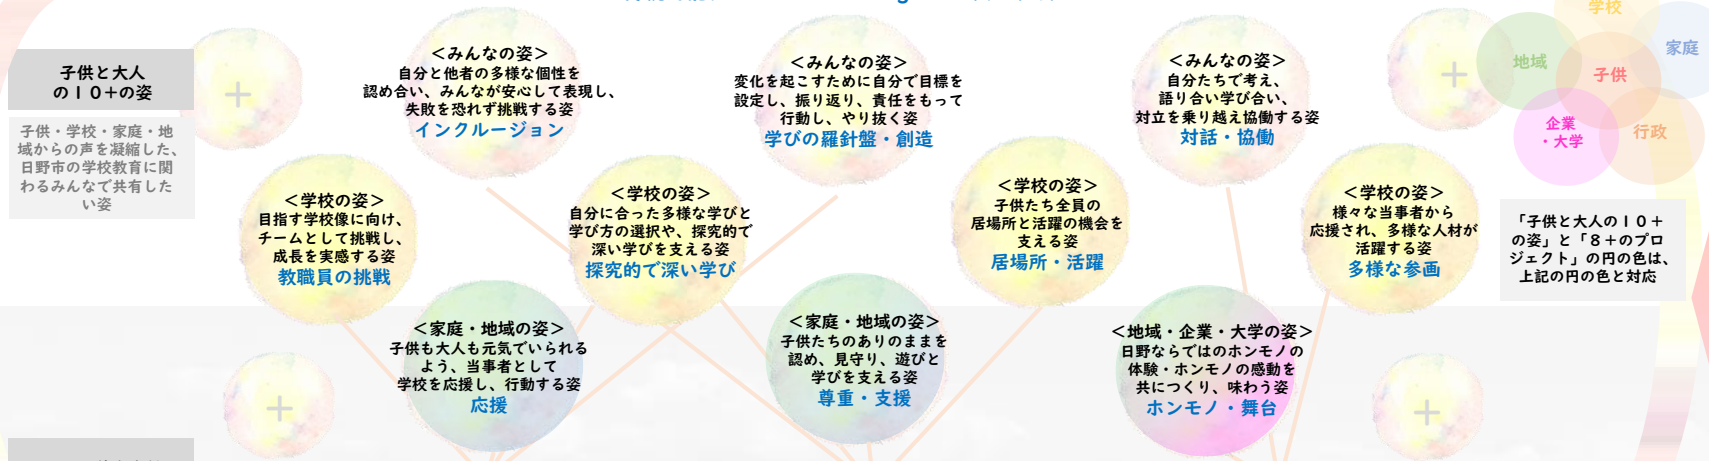 子供と大人
の１０＋の姿
子供・学校・家庭・地
域からの声を凝縮した、
日野市の学校教育に関
わるみんなで共有した
い姿
＋
＜みんなの姿＞
自分と他者の多様な個性を
認め合い、みんなが安心して表現し、
失敗を恐れず挑戦する姿
インクルージョン
＜みんなの姿＞
変化を起こすために自分で目標を
設定し、振り返り、責任をもって
行動し、やり抜く姿
学びの羅針盤・創造
＜みんなの姿＞
自分たちで考え、
語り合い学び合い、
対立を乗り越え協働する姿
対話・協働
＋
学校
地域
家庭
子供
企業
・大学
行政
＜学校の姿＞
目指す学校像に向け、
チームとして挑戦し、
成長を実感する姿
教職員の挑戦
＜学校の姿＞
自分に合った多様な学びと
学び方の選択や、探究的で
深い学びを支える姿
探究的で深い学び
＜学校の姿＞
子供たち全員の
居場所と活躍の機会を
支える姿
居場所・活躍
＜学校の姿＞
様々な当事者から
応援され、多様な人材が
活躍する姿
多様な参画
「子供と大人の１０＋
の姿」と「８＋のプロ
ジェクト」の円の色は、
上記の円の色と対応
＋
＜家庭・地域の姿＞
子供も大人も元気でいられる
よう、当事者として
学校を応援し、行動する姿
応援
＜家庭・地域の姿＞
子供たちのありのままを
認め、見守り、遊びと
学びを支える姿
尊重・支援
＜地域・企業・大学の姿＞
日野ならではのホンモノの
体験・ホンモノの感動を
共につくり、味わう姿
ホンモノ・舞台
＋